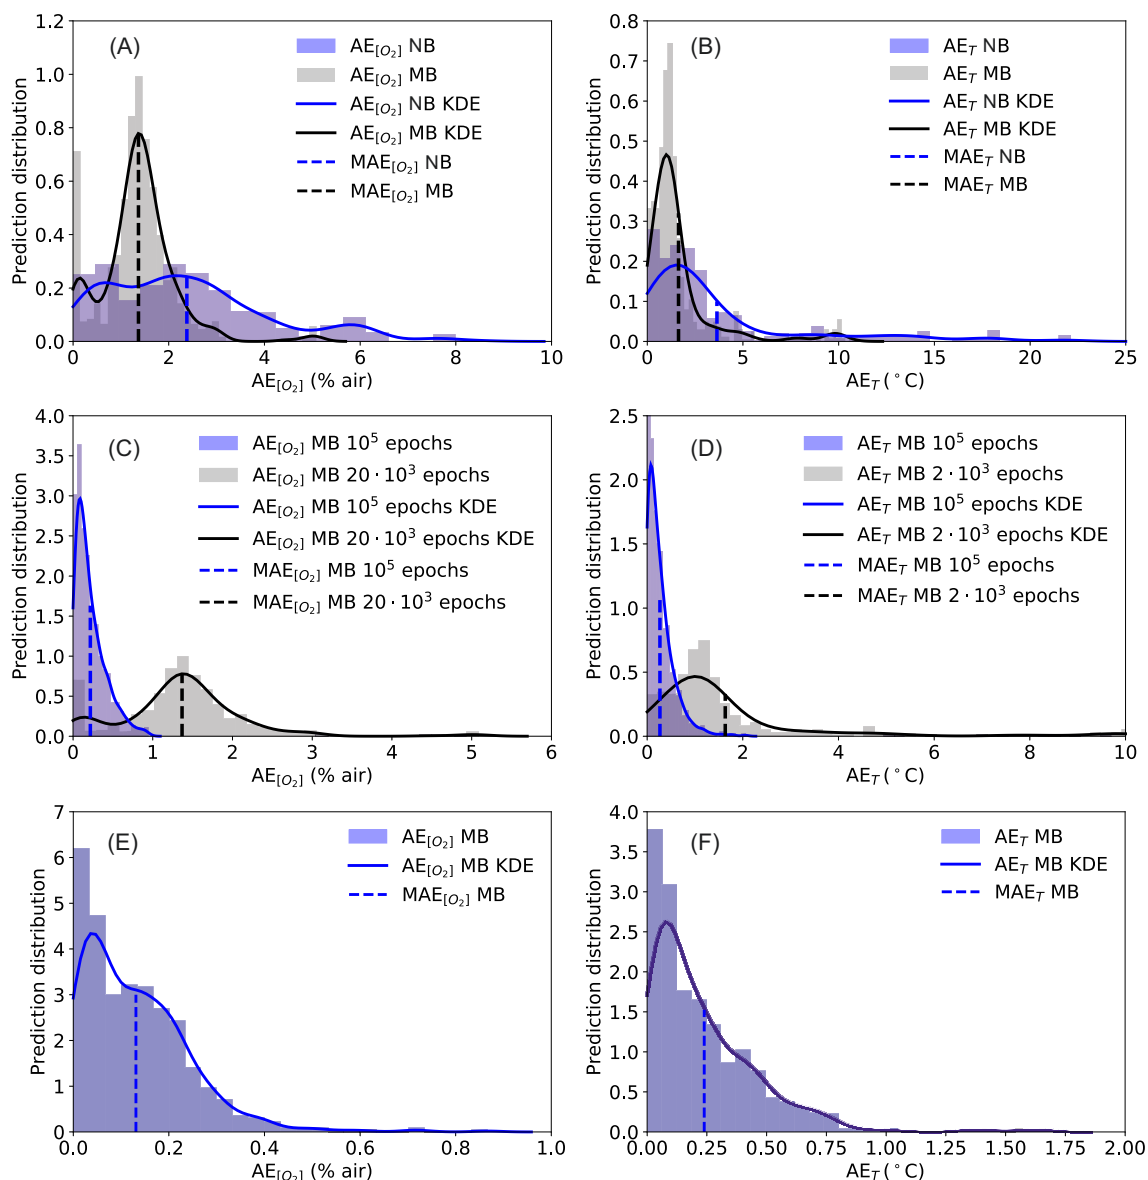 (A)
Prediction distribution
1.2
1.0
0.8
0.6
0.4
0.2
0.0
AE[O2] NB
AE[O2] MB
AE[O2] NB KDE
AE[O2] MB KDE
MAE[O2] NB
MAE[O2] MB
0 2 4 6 8 10
AE[O2] (% air)
(B)
Prediction distribution
0.8
0.7
0.6
0.5
0.4
0.3
0.2
0.1
0.0
AET NB
AET MB
AET NB KDE
AET MB KDE
MAET NB
MAET MB
0 5 10 15 20 25
AET (°C)
(C)
Prediction distribution
4.0
3.5
3.0
2.5
2.0
1.5
1.0
0.5
0.0
AE[O2] MB 10^5 epochs
AE[O2] MB 20·10^3 epochs
AE[O2] MB 10^5 epochs KDE
AE[O2] MB 20·10^3 epochs KDE
MAE[O2] MB 10^5 epochs
MAE[O2] MB 20·10^3 epochs
0 1 2 3 4 5 6
AE[O2] (% air)
(D)
Prediction distribution
2.5
2.0
1.5
1.0
0.5
0.0
AET MB 10^5 epochs
AET MB 2·10^3 epochs
AET MB 10^5 epochs KDE
AET MB 2·10^3 epochs KDE
MAET MB 10^5 epochs
MAET MB 2·10^3 epochs
0 2 4 6 8 10
AET (°C)
(E)
Prediction distribution
7
6
5
4
3
2
1
0
AE[O2] MB
AE[O2] MB KDE
MAE[O2] MB
0.0 0.2 0.4 0.6 0.8 1.0
AE[O2] (% air)
(F)
Prediction distribution
4.0
3.5
3.0
2.5
2.0
1.5
1.0
0.5
0.0
AET MB
AET MB KDE
MAET MB
0.00 0.25 0.50 0.75 1.00 1.25 1.50 1.75 2.00
AET (°C)